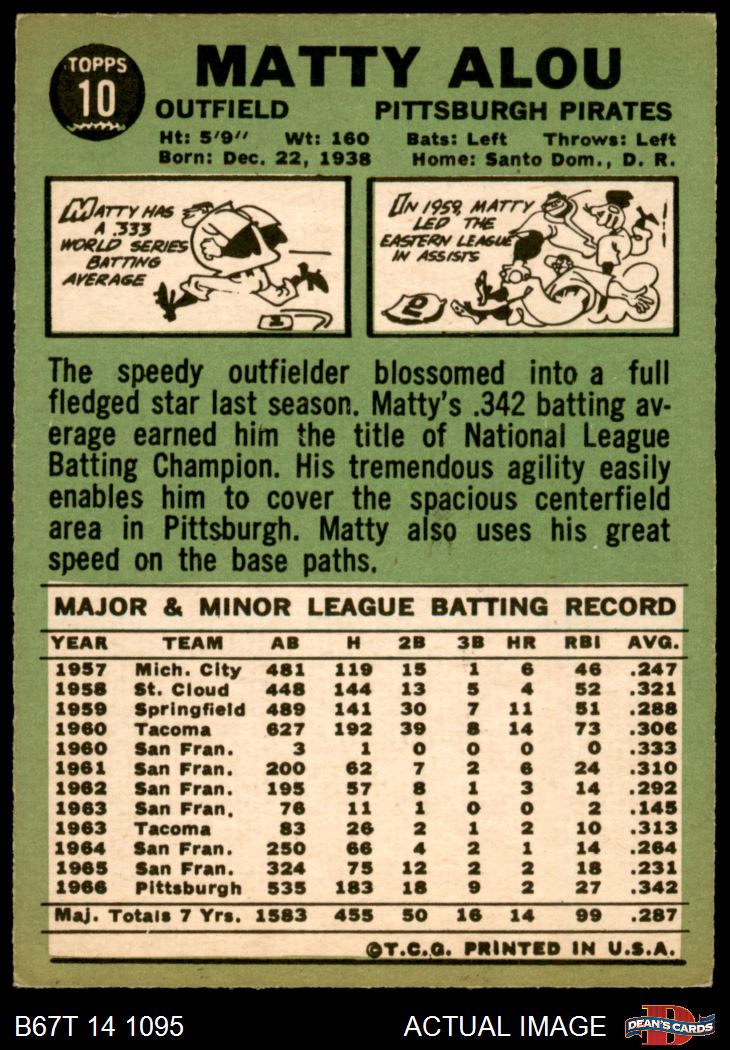 TOPPS
10
MATTY ALOU
OUTFIELD PITTSBURGH PIRATES
Ht: 5'9" Wt: 160 Bats: Left Throws: Left
Born: Dec. 22, 1938 Home: Santo Dom., D. R.
MATTY HAS
A .333
WORLD SERIES
BATTING
AVERAGE
IN 1959, MATTY
LED THE
EASTERN LEAGUE
IN ASSISTS
The speedy outfielder blossomed into a full
fledged star last season. Matty's .342 batting av-
erage earned him the title of National League
Batting Champion. His tremendous agility easily
enables him to cover the spacious centerfield
area in Pittsburgh. Matty also uses his great
speed on the base paths.
MAJOR & MINOR LEAGUE BATTING RECORD
YEAR TEAM AB H 2B 3B HR RBI AVG.
1957 Mich. City 481 119 15 1 6 46 .247
1958 St. Cloud 448 144 13 5 4 52 .321
1959 Springfield 489 141 30 7 11 51 .288
1960 Tacoma 627 192 39 8 14 73 .306
1960 San Fran. 3 1 0 0 0 0 .333
1961 San Fran. 200 62 7 2 6 24 .310
1962 San Fran. 195 57 8 1 3 14 .292
1963 San Fran. 76 11 1 0 0 2 .145
1963 Tacoma 83 26 2 1 2 10 .313
1964 San Fran. 250 66 4 2 1 14 .264
1965 San Fran. 324 75 12 2 2 18 .231
1966 Pittsburgh 535 183 18 9 2 27 .342
Maj. Totals 7 Yrs. 1583 455 50 16 14 99 .287
©T.C.G. PRINTED IN U.S.A.
B67T 14 1095 ACTUAL IMAGE
D
DEAN'S CARDS